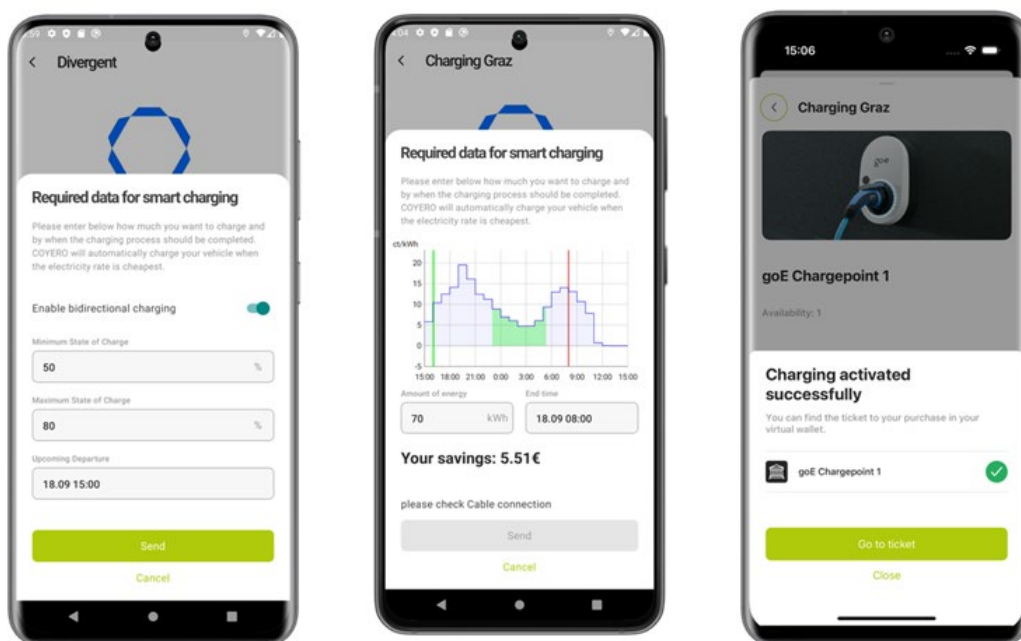 :59
Divergent
Required data for smart charging
Please enter below how much you want to charge and
by when the charging process should be completed.
COYERO will automatically charge your vehicle when
the electricity rate is cheapest.
Enable bidirectional charging
Minimum State of Charge
50 %
Maximum State of Charge
80 %
Upcoming Departure
18.09 15:00
Send
Cancel
:04
Charging Graz
Required data for smart charging
Please enter below how much you want to charge and
by when the charging process should be completed.
COYERO will automatically charge your vehicle when
the electricity rate is cheapest.
ct/kWh
20
15
10
5
0
-5
15:00 18:00 21:00 0:00 3:00 6:00 9:00 12:00 15:00
Amount of energy End time
70 kWh 18.09 08:00
Your savings: 5.51€
please check Cable connection
Send
Cancel
15:06
Charging Graz
goe
goE Chargepoint 1
Availability: 1
Charging activated
successfully
You can find the ticket to your purchase in your
virtual wallet.
goE Chargepoint 1
Go to ticket
Close